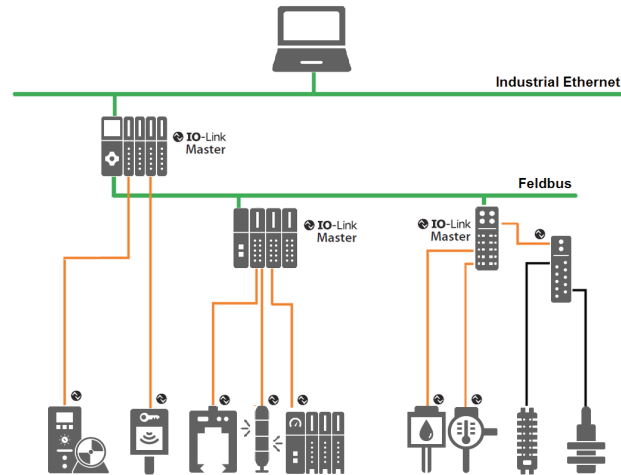 Industrial Ethernet
IO-Link
Master
Feldbus
IO-Link
Master
IO-Link
Master